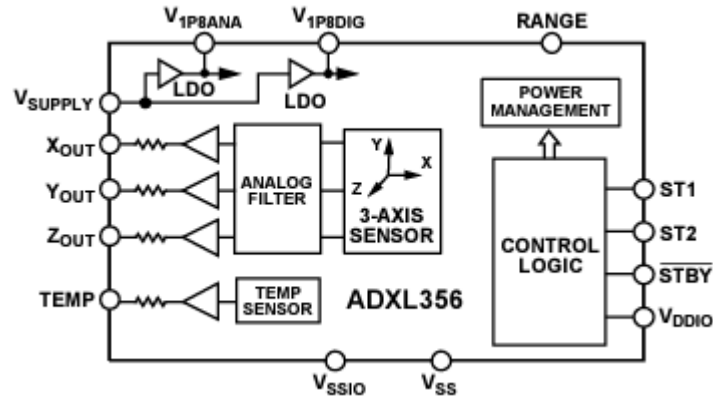 V1P8ANA V1P8DIG RANGE
LDO LDO
VSUPPLY
POWER
MANAGEMENT
XOUT
YOUT
ZOUT
ANALOG
FILTER
Y
X
Z
3-AXIS
SENSOR
CONTROL
LOGIC
ST1
ST2
STBY
VDDIO
TEMP
TEMP
SENSOR
ADXL356
VSSIO VSS